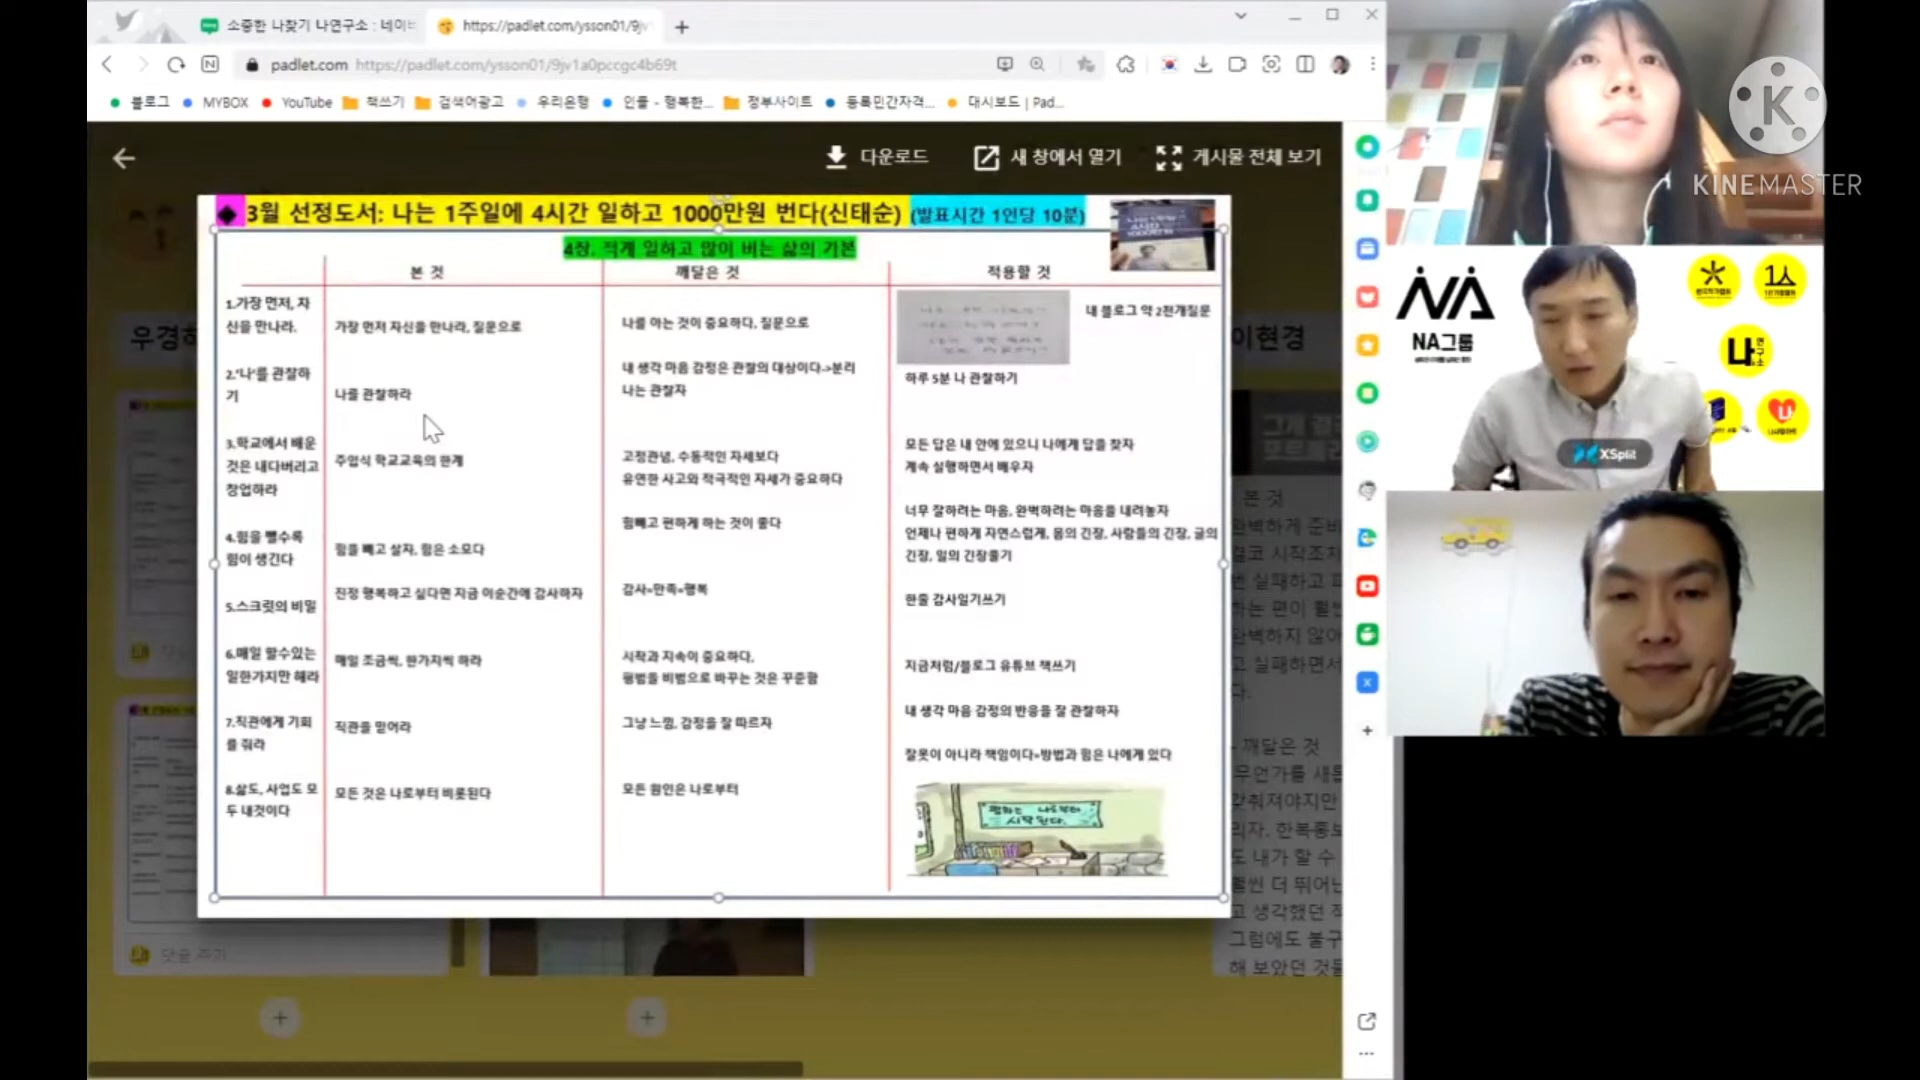 소중한 나찾기 나연구소 : 네이버
https://padlet.com/ysson01/9jv
padlet.com https://padlet.com/ysson01/9jv1a0pccgc4b69t
블로그 MYBOX YouTube 책쓰기 검색어광고 우리은행 인플 - 행복한... 정부사이트 등록민간자격... 대시보드 | Pad...
다운로드 새 창에서 열기 게시물 전체 보기
KINEMASTER
◆ 3월 선정도서: 나는 1주일에 4시간 일하고 1000만원 번다(신태순) (발표시간 1인당 10분)
4장. 적게 일하고 많이 버는 삶의 기본
본 것 깨달은 것 적용할 것
1.가장 먼저, 자신을 만나라.
가장 먼저 자신을 만나라, 질문으로
나를 아는 것이 중요하다, 질문으로
내 블로그 약 2천개질문
2.'나'를 관찰하기
나를 관찰하라
내 생각 마음 감정은 관찰의 대상이다->분리
나는 관찰자
하루 5분 나 관찰하기
3.학교에서 배운 것은 내다버리고 창업하라
주입식 학교교육의 한계
고정관념, 수동적인 자세보다
유연한 사고와 적극적인 자세가 중요하다
모든 답은 내 안에 있으니 나에게 답을 찾자
계속 실행하면서 배우자
4.힘을 뺄수록 힘이 생긴다
힘을 빼고 살자, 힘은 소모다
힘빼고 편하게 하는 것이 좋다
너무 잘하려는 마음, 완벽하려는 마음을 내려놓자
언제나 편하게 자연스럽게, 몸의 긴장, 사람들의 긴장, 글의
긴장, 일의 긴장줄기
5.스크릿의 비밀
진정 행복하고 싶다면 지금 이순간에 감사하자
감사=만족=행복
한줄 감사일기쓰기
6.매일 할수있는 일한가지만 해라
매일 조금씩, 한가지씩 하라
시작과 지속이 중요하다,
평범을 비범으로 바꾸는 것은 꾸준함
지금처럼/블로그 유튜브 책쓰기
7.직관에게 기회를 줘라
직관을 믿어라
그냥 느낌, 감정을 잘 따르자
내 생각 마음 감정의 반응을 잘 관찰하자
8.삶도, 사업도 모두 내것이다
모든 것은 나로부터 비롯된다
모든 원인은 나로부터
잘못이 아니라 책임이다=방법과 힘은 나에게 있다
변화는 나로부터
시작된다.
우경하
이현경
본 것
깨달은 것
댓글 추가
NA그룹
나 연구소
1人
XSplit